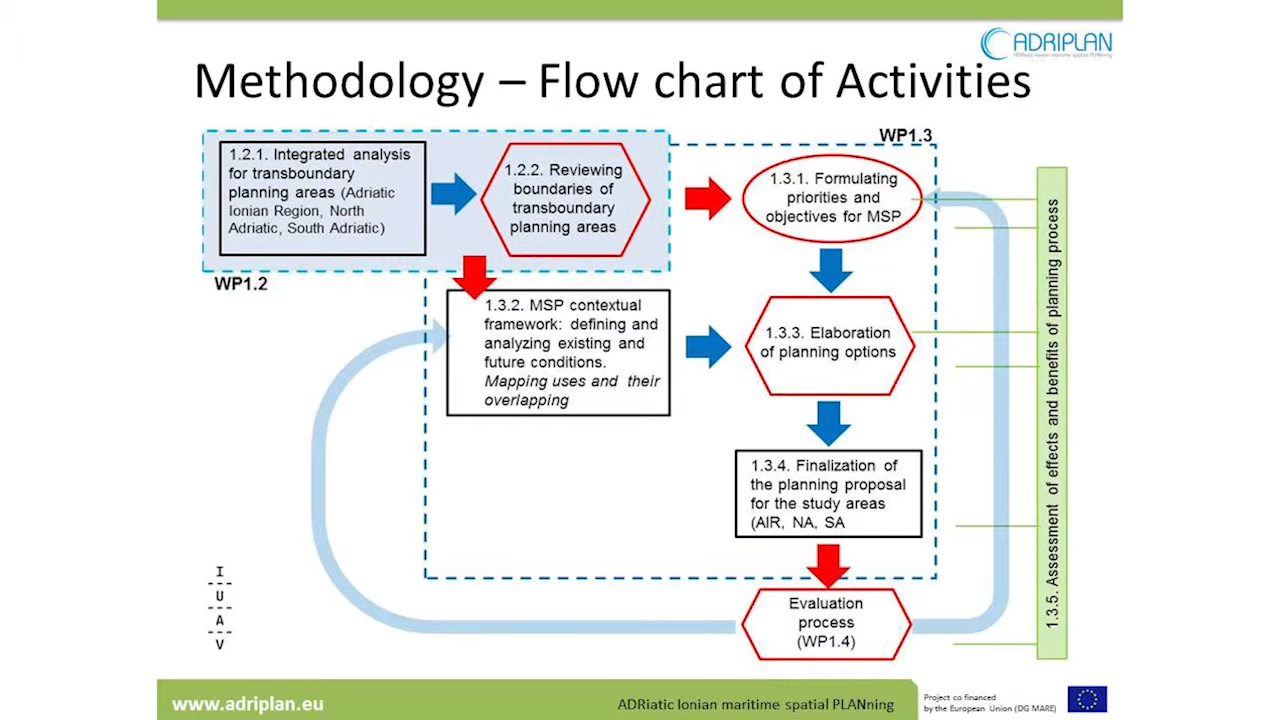 ADRIPLAN
ADRiatic Ionian maritime spatial PLANning
Methodology – Flow chart of Activities
WP1.3
1.2.1. Integrated analysis
for transboundary
planning areas (Adriatic
Ionian Region, North
Adriatic, South Adriatic)
1.2.2. Reviewing
boundaries of
transboundary
planning areas
WP1.2
1.3.1. Formulating
priorities and
objectives for MSP
1.3.2. MSP contextual
framework: defining and
analyzing existing and
future conditions.
Mapping uses and their
overlapping
1.3.3. Elaboration
of planning options
1.3.4. Finalization of
the planning proposal
for the study areas
(AIR, NA, SA
Evaluation
process
(WP1.4)
1.3.5. Assessment of effects and benefits of planning process
I
U
A
V
www.adriplan.eu
ADRiatic Ionian maritime spatial PLANning
Project co financed
by the European Union (DG MARE)